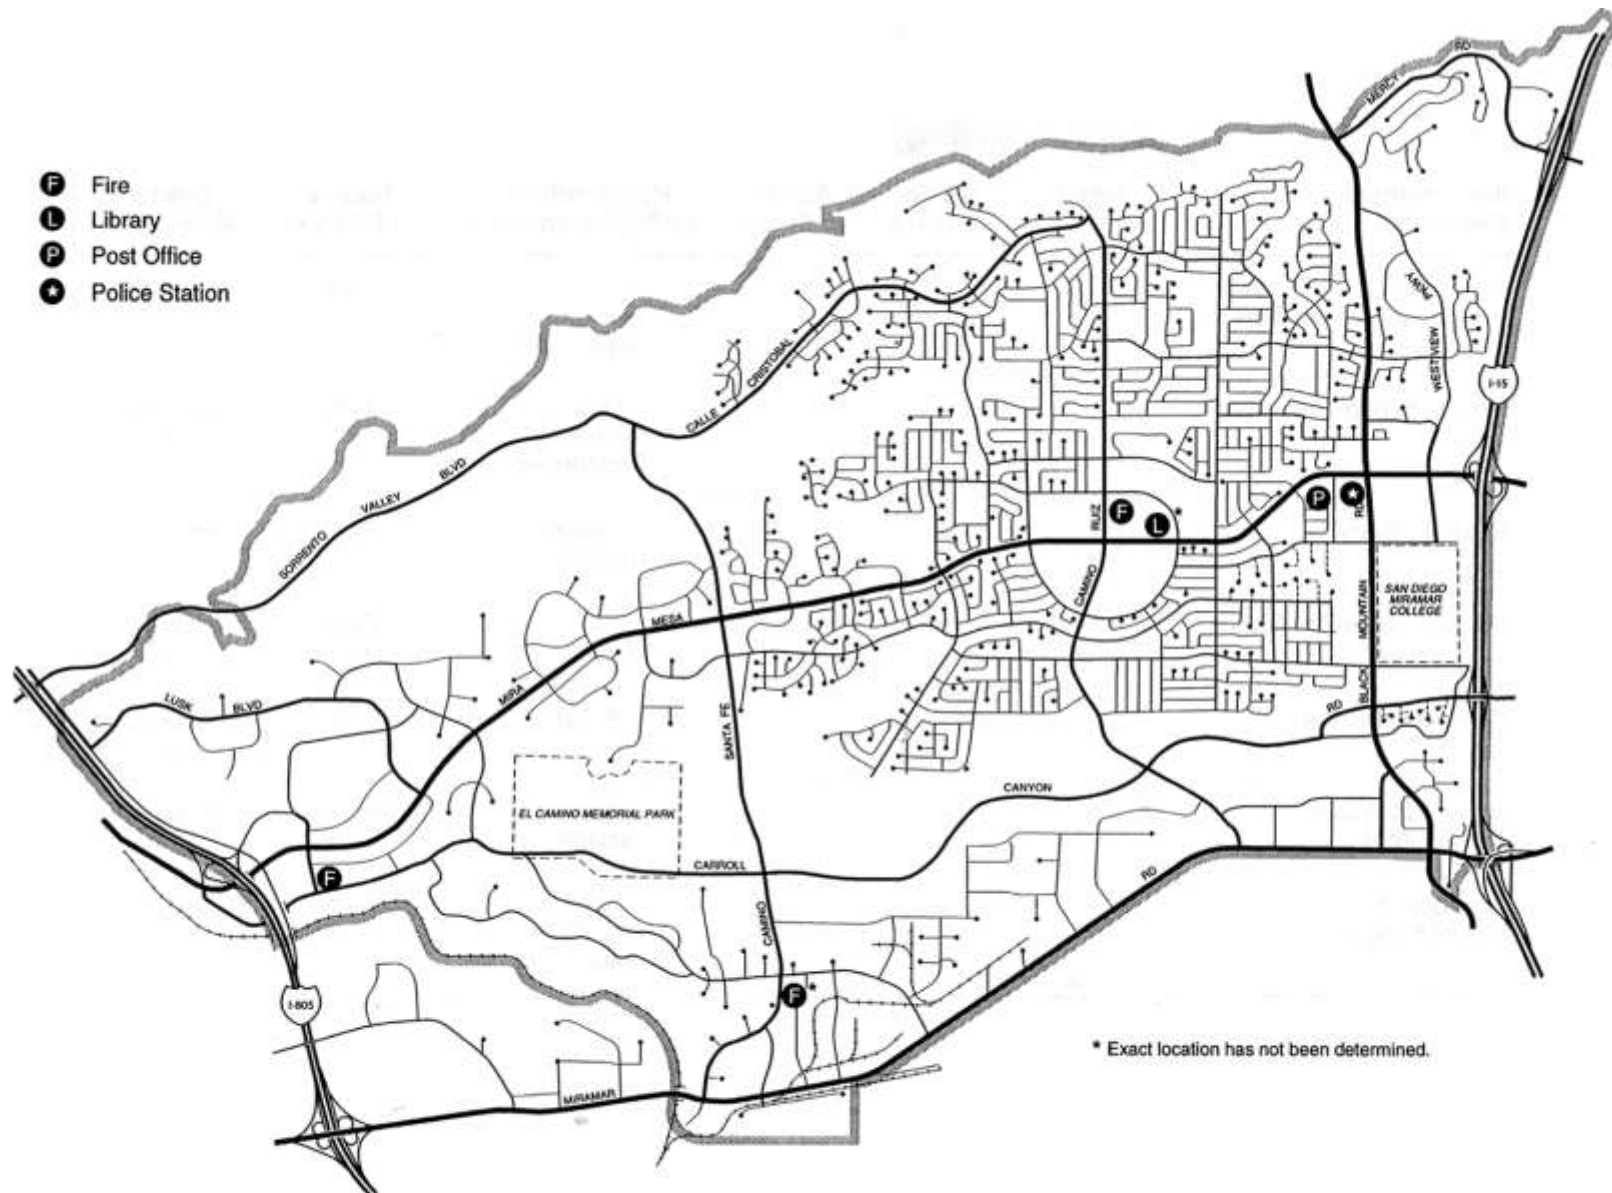 F Fire
L Library
P Post Office
★ Police Station
MERCY RD
PKWY
WESTVIEW
I-15
CALLE CRISTOBAL
SORRENTO VALLEY BLVD
P
★
RD
F
L *
RUIZ
CAMINO
MOUNTAIN
BLACK
SAN DIEGO
MIRAMAR
COLLEGE
MIRA MESA
LUSK BLVD
SANTA FE
RD
CANYON
EL CAMINO MEMORIAL PARK
CARROLL
F
RD
CAMINO
F *
I-805
* Exact location has not been determined.
MIRAMAR